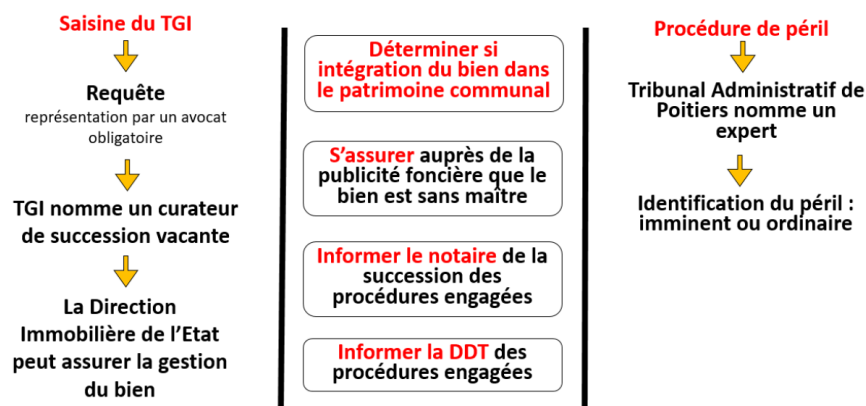 Saisine du TGI
Requête
représentation par un avocat
obligatoire
TGI nomme un curateur
de succession vacante
La Direction
Immobilière de l'Etat
peut assurer la gestion
du bien
Déterminer si
intégration du bien dans
le patrimoine communal
S'assurer auprès de la
publicité foncière que le
bien est sans maître
Informer le notaire de la
succession des
procédures engagées
Informer la DDT des
procédures engagées
Procédure de péril
Tribunal Administratif de
Poitiers nomme un
expert
Identification du péril :
imminent ou ordinaire